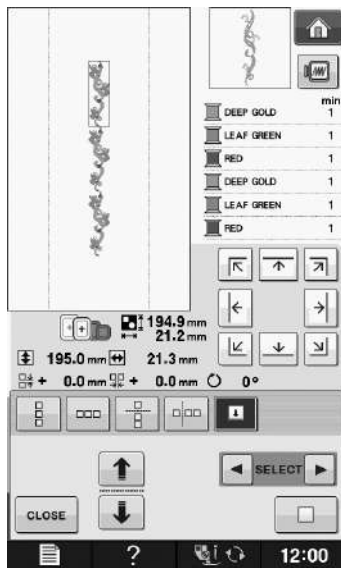 min
DEEP GOLD 1
LEAF GREEN 1
RED 1
DEEP GOLD 1
LEAF GREEN 1
RED 1
194.9 mm
21.2 mm
195.0 mm 21.3 mm
+ 0.0 mm + 0.0 mm 0°
SELECT
CLOSE
? 12:00